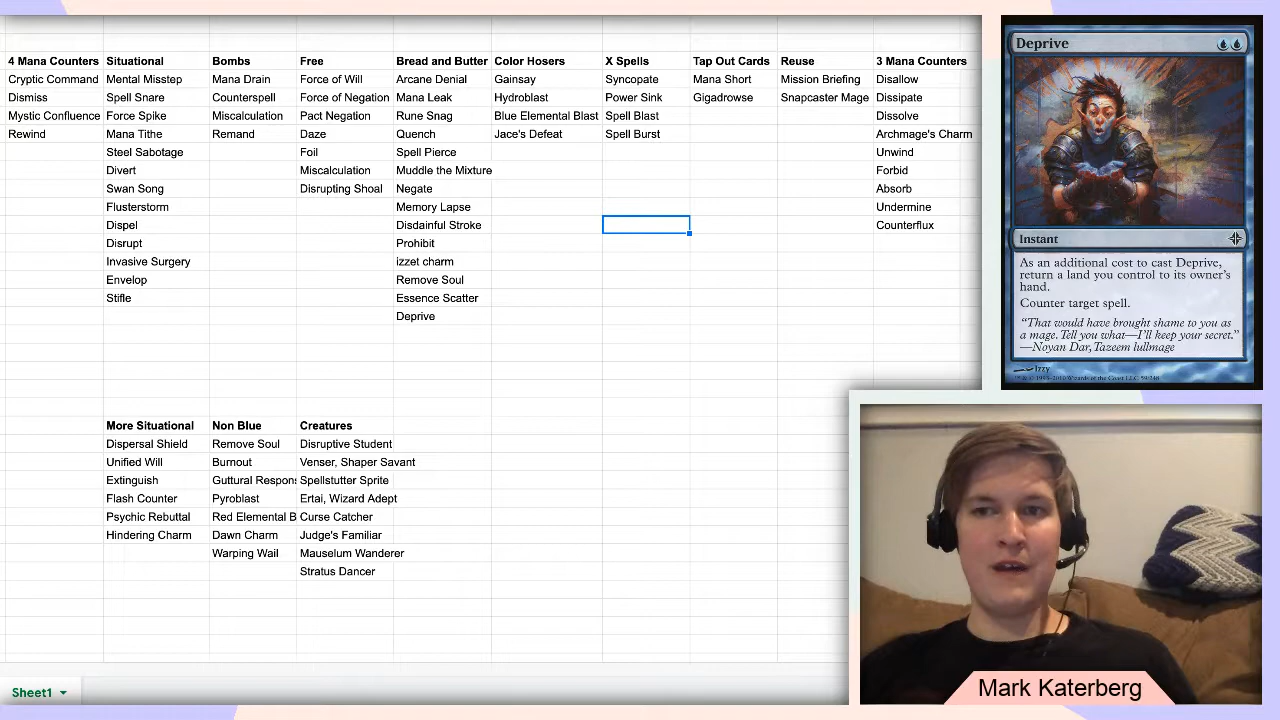 4 Mana Counters Situational Bombs Free Bread and Butter Color Hosers X Spells Tap Out Cards Reuse 3 Mana Counters
Cryptic Command Mental Misstep Mana Drain Force of Will Arcane Denial Gainsay Syncopate Mana Short Mission Briefing Disallow
Dismiss Spell Snare Counterspell Force of Negation Mana Leak Hydroblast Power Sink Gigadrowse Snapcaster Mage Dissipate
Mystic Confluence Force Spike Miscalculation Pact Negation Rune Snag Blue Elemental Blast Spell Blast Dissolve
Rewind Mana Tithe Remand Daze Quench Jace's Defeat Spell Burst Archmage's Charm
Steel Sabotage Foil Spell Pierce Unwind
Divert Miscalculation Muddle the Mixture Forbid
Swan Song Disrupting Shoal Negate Absorb
Flusterstorm Memory Lapse Undermine
Dispel Disdainful Stroke Counterflux
Disrupt Prohibit
Invasive Surgery izzet charm
Envelop Remove Soul
Stifle Essence Scatter
Deprive
More Situational Non Blue Creatures
Dispersal Shield Remove Soul Disruptive Student
Unified Will Burnout Venser, Shaper Savant
Extinguish Guttural Respons Spellstutter Sprite
Flash Counter Pyroblast Ertai, Wizard Adept
Psychic Rebuttal Red Elemental B Curse Catcher
Hindering Charm Dawn Charm Judge's Familiar
Warping Wail Mauselum Wanderer
Stratus Dancer
Sheet1
Deprive
Instant
As an additional cost to cast Deprive,
return a land you control to its owner's
hand.
Counter target spell.
"That would have brought shame to you as
a mage. Tell you what—I'll keep your secret."
—Noyan Dar, Tazeem lullmage
Izzy
Mark Katerberg